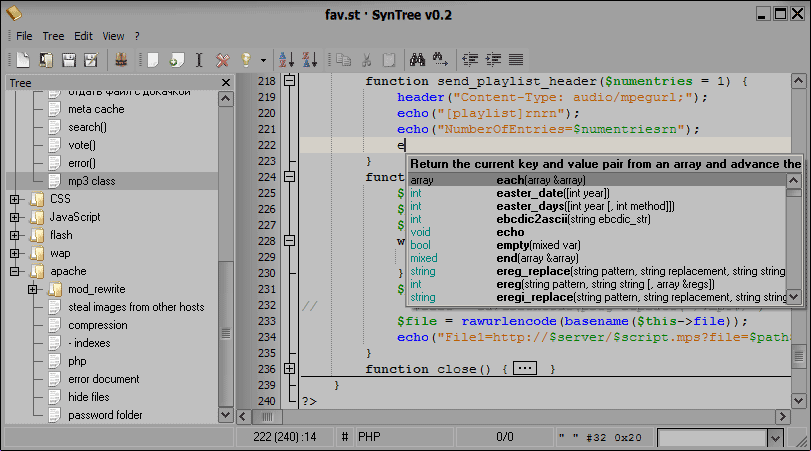 fav.st · SynTree v0.2
File Tree Edit View ?
Tree
отдать файл с докачкой
meta cache
search()
vote()
error()
mp3 class
CSS
JavaScript
flash
wap
apache
mod_rewrite
steal images from other hosts
compression
- indexes
php
error document
hide files
password folder
218 function send_playlist_header($numentries = 1) {
219 header("Content-Type: audio/mpegurl;");
220 echo("[playlist]rnrn");
221 echo("NumberOfEntries=$numentriesrn");
222 e
223 }
224 func
225 $
226 $
227 $
228 w
229
230 }
231 $
232 //
233 $file = rawurlencode(basename($this->file));
234 echo("File1=http://$server/$script.mps?file=$path
235 }
236 function close() { ... }
239 }
240 ?>
Return the current key and value pair from an array and advance the
array each(array &array)
int easter_date([int year])
int easter_days([int year [, int method]])
int ebcdic2ascii(string ebcdic_str)
void echo
bool empty(mixed var)
mixed end(array &array)
string ereg_replace(string pattern, string replacement, string string
int ereg(string pattern, string string [, array &regs])
string eregi_replace(string pattern, string replacement, string string
222 (240) :14 # PHP 0/0 " " #32 0x20